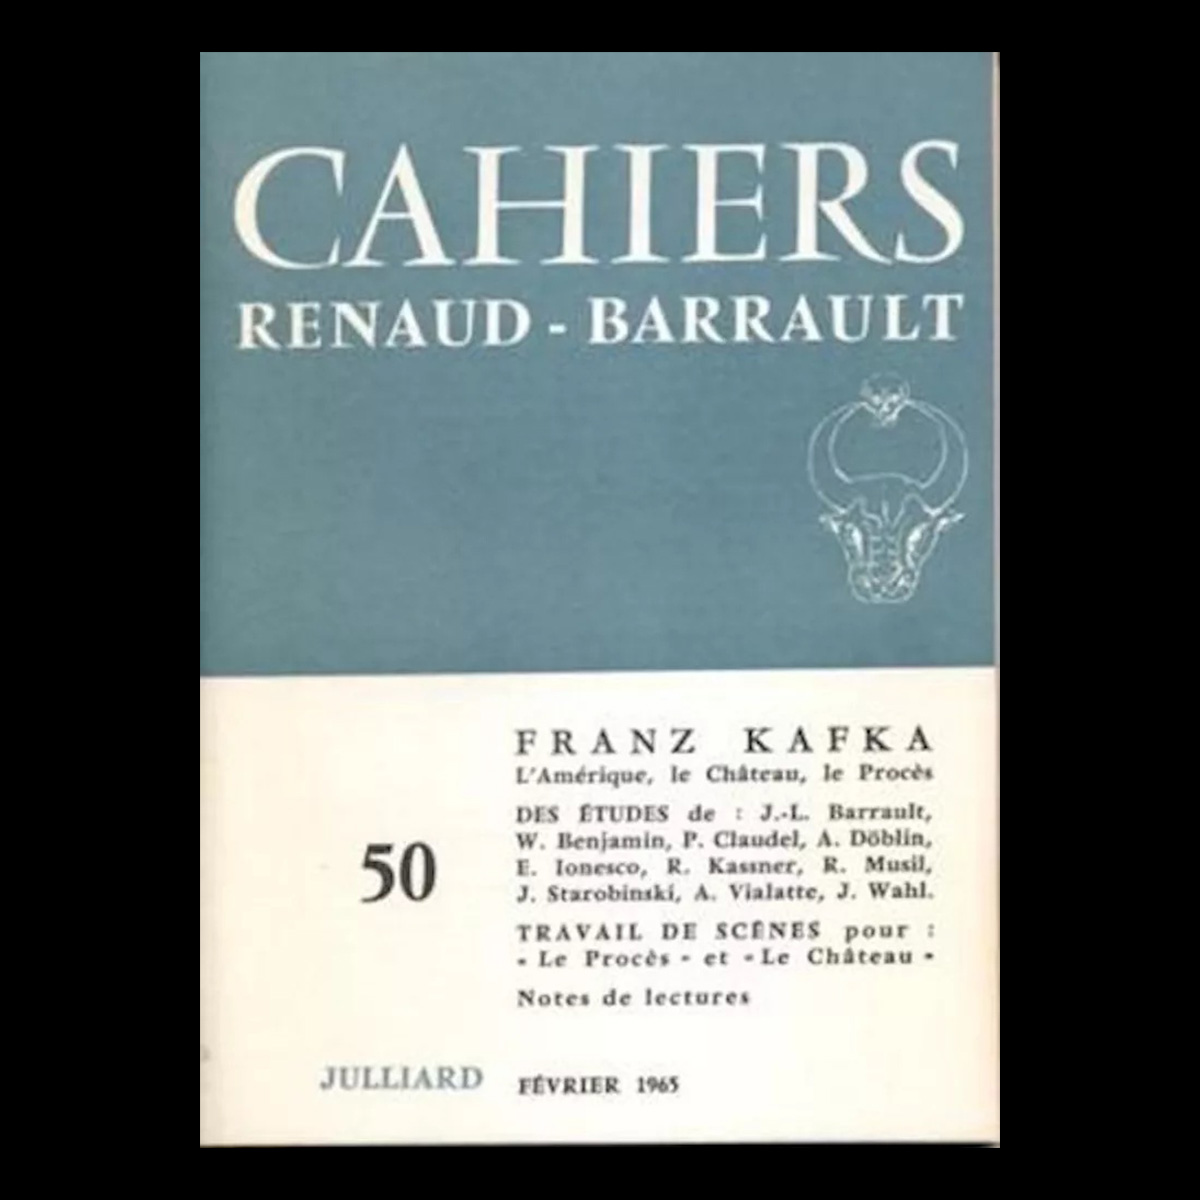 CAHIERS
RENAUD - BARRAULT
FRANZ KAFKA
L'Amérique, le Château, le Procès
DES ÉTUDES de : J.-L. Barrault,
W. Benjamin, P. Claudel, A. Döblin,
E. Ionesco, R. Kassner, R. Musil,
J. Starobinski, A. Vialatte, J. Wahl.
50
TRAVAIL DE SCÈNES pour :
« Le Procès » et « Le Château »
Notes de lectures
JULLIARD FÉVRIER 1965